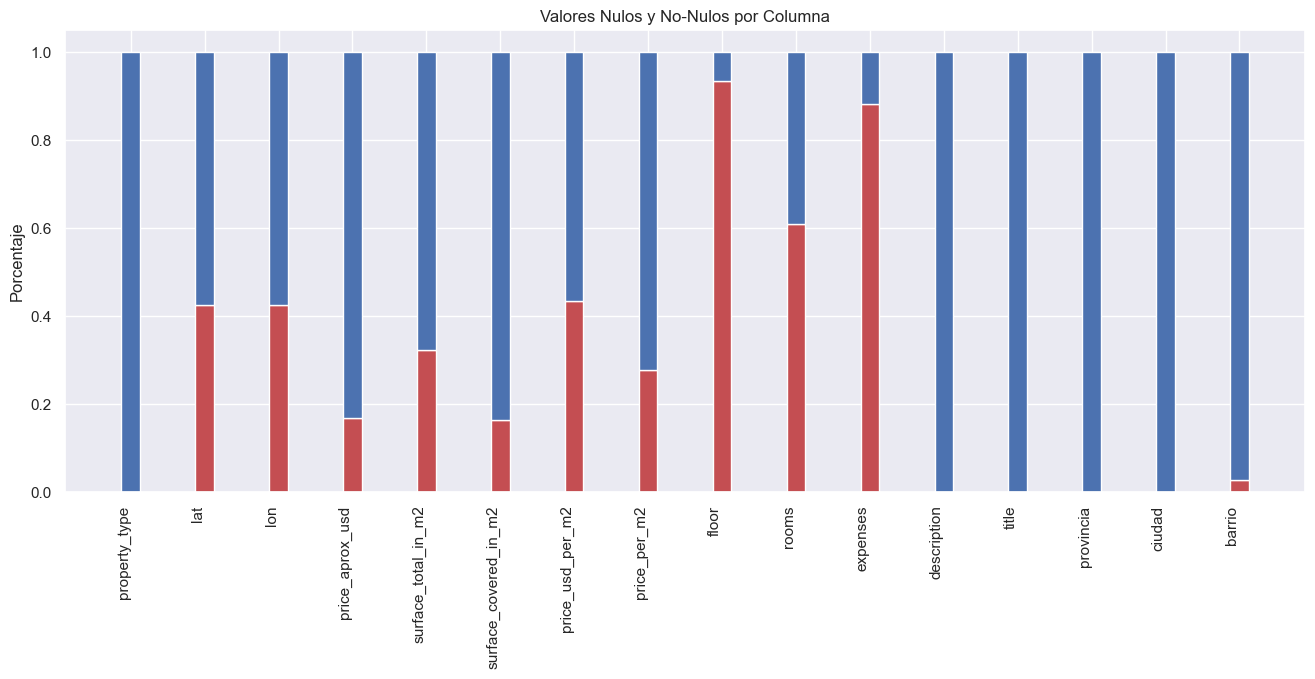 Valores Nulos y No-Nulos por Columna
Porcentaje
1.0
0.8
0.6
0.4
0.2
0.0
property_type
lat
lon
price_aprox_usd
surface_total_in_m2
surface_covered_in_m2
price_usd_per_m2
price_per_m2
floor
rooms
expenses
description
title
provincia
ciudad
barrio